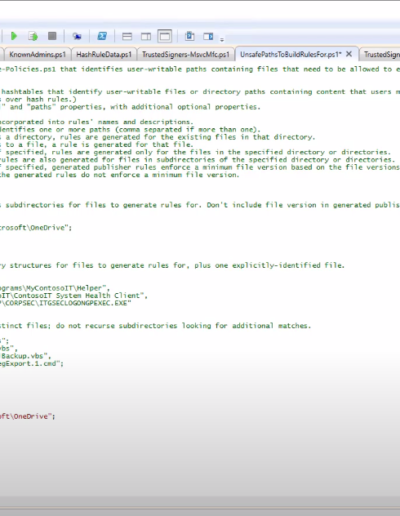 KnownAdmins.ps1 HashRuleData.ps1 TrustedSigners-MsvcMfc.ps1 UnsafePathsToBuildRulesFor.ps1* X TrustedSign
e-Policies.ps1 that identifies user-writable paths containing files that need to be allowed to e
hashtables that identify user-writable files or directory paths containing content that users m
s over hash rules.)
" and "paths" properties, with additional optional properties.
ncorporated into rules' names and descriptions.
dentifies one or more paths (comma separated if more than one).
s a directory, rules are generated for the existing files in that directory.
s to a file, a rule is generated for that file.
f specified, rules are generated only for the files in the specified directory or directories.
rules are also generated for files in subdirectories of the specified directory or directories.
f specified, generated publisher rules enforce a minimum file version based on the file versions
the generated rules do not enforce a minimum file version.
s subdirectories for files to generate rules for. Don't include file version in generated publis
crosoft\OneDrive";
ry structures for files to generate rules for, plus one explicitly-identified file.
ograms\MyContosoIT\Helper",
oIT\ContosoIT System Health Client",
\CORPSEC\ITGSECLOGONGPEXEC.EXE"
stinct files; do not recurse subdirectories looking for additional matches.
s";
vbs",
Backup.vbs",
egExport.1.cmd";
soft\OneDrive";